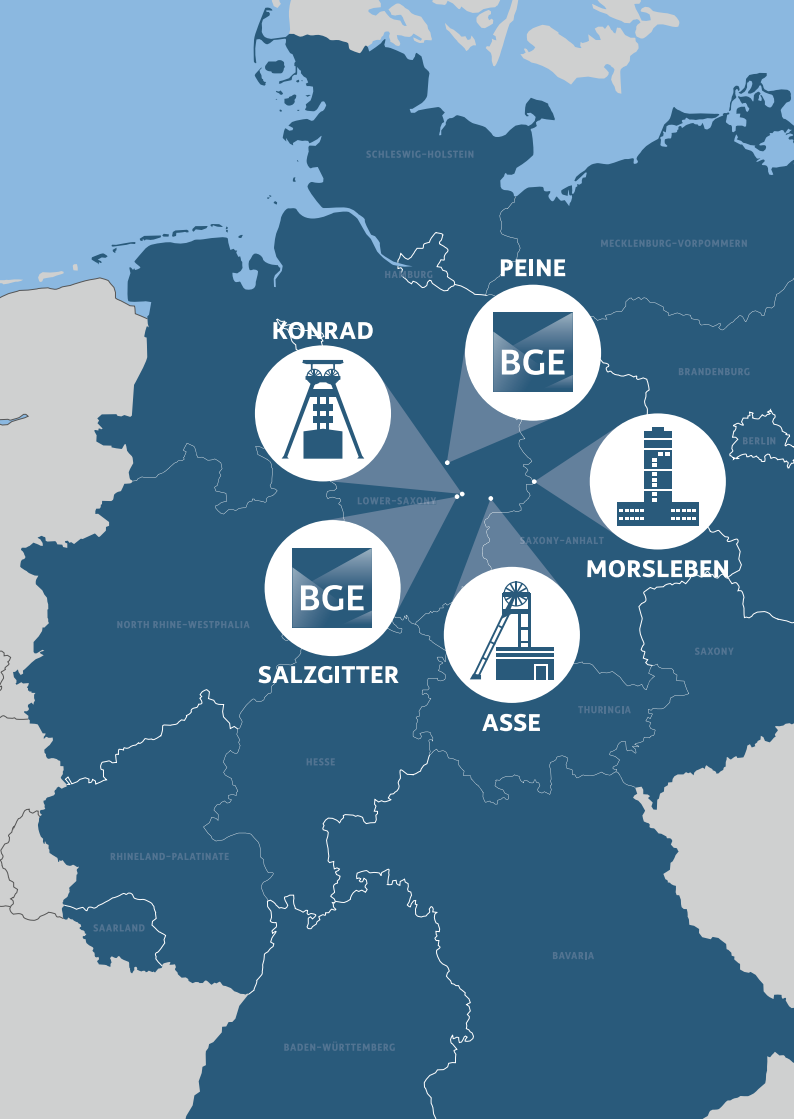 SCHLESWIG-HOLSTEIN
MECKLENBURG-VORPOMMERN
HAMBURG
PEINE
BGE
KONRAD
BRANDENBURG
BERLIN
LOWER-SAXONY
SAXONY-ANHALT
MORSLEBEN
BGE
SALZGITTER
NORTH RHINE-WESTPHALIA
SAXONY
ASSE
THURINGIA
HESSE
RHINELAND-PALATINATE
SAARLAND
BAVARIA
BADEN-WÜRTTEMBERG